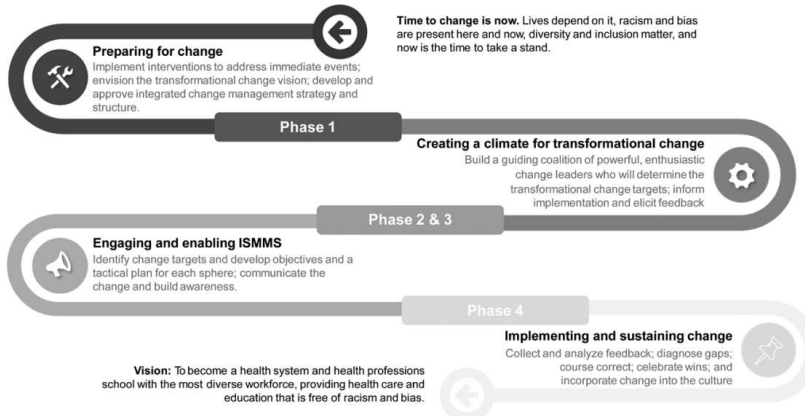 Time to change is now. Lives depend on it, racism and bias
are present here and now, diversity and inclusion matter, and
now is the time to take a stand.
Preparing for change
Implement interventions to address immediate events;
envision the transformational change vision; develop and
approve integrated change management strategy and
structure.
Phase 1
Creating a climate for transformational change
Build a guiding coalition of powerful, enthusiastic
change leaders who will determine the
transformational change targets; inform
implementation and elicit feedback
Phase 2 & 3
Engaging and enabling ISMMS
Identify change targets and develop objectives and a
tactical plan for each sphere; communicate the
change and build awareness.
Phase 4
Implementing and sustaining change
Collect and analyze feedback; diagnose gaps;
course correct; celebrate wins; and
incorporate change into the culture
Vision: To become a health system and health professions
school with the most diverse workforce, providing health care and
education that is free of racism and bias.